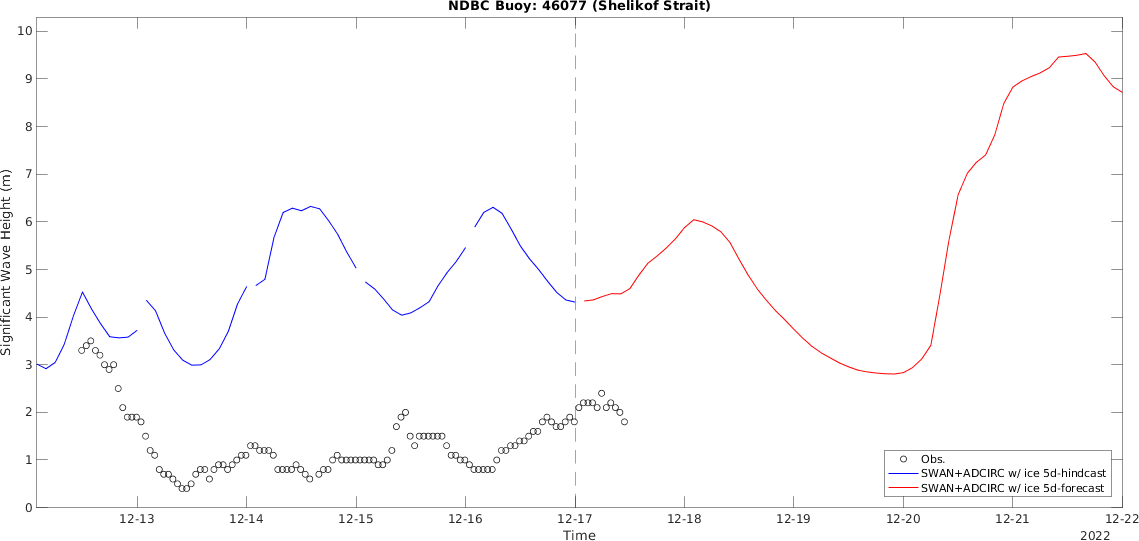 NDBC Buoy: 46077 (Shelikof Strait)
Significant Wave Height (m)
10
9
8
7
6
5
4
3
2
1
0
Obs.
SWAN+ADCIRC w/ ice 5d-hindcast
SWAN+ADCIRC w/ ice 5d-forecast
12-13 12-14 12-15 12-16 12-17 12-18 12-19 12-20 12-21 12-22
Time
2022